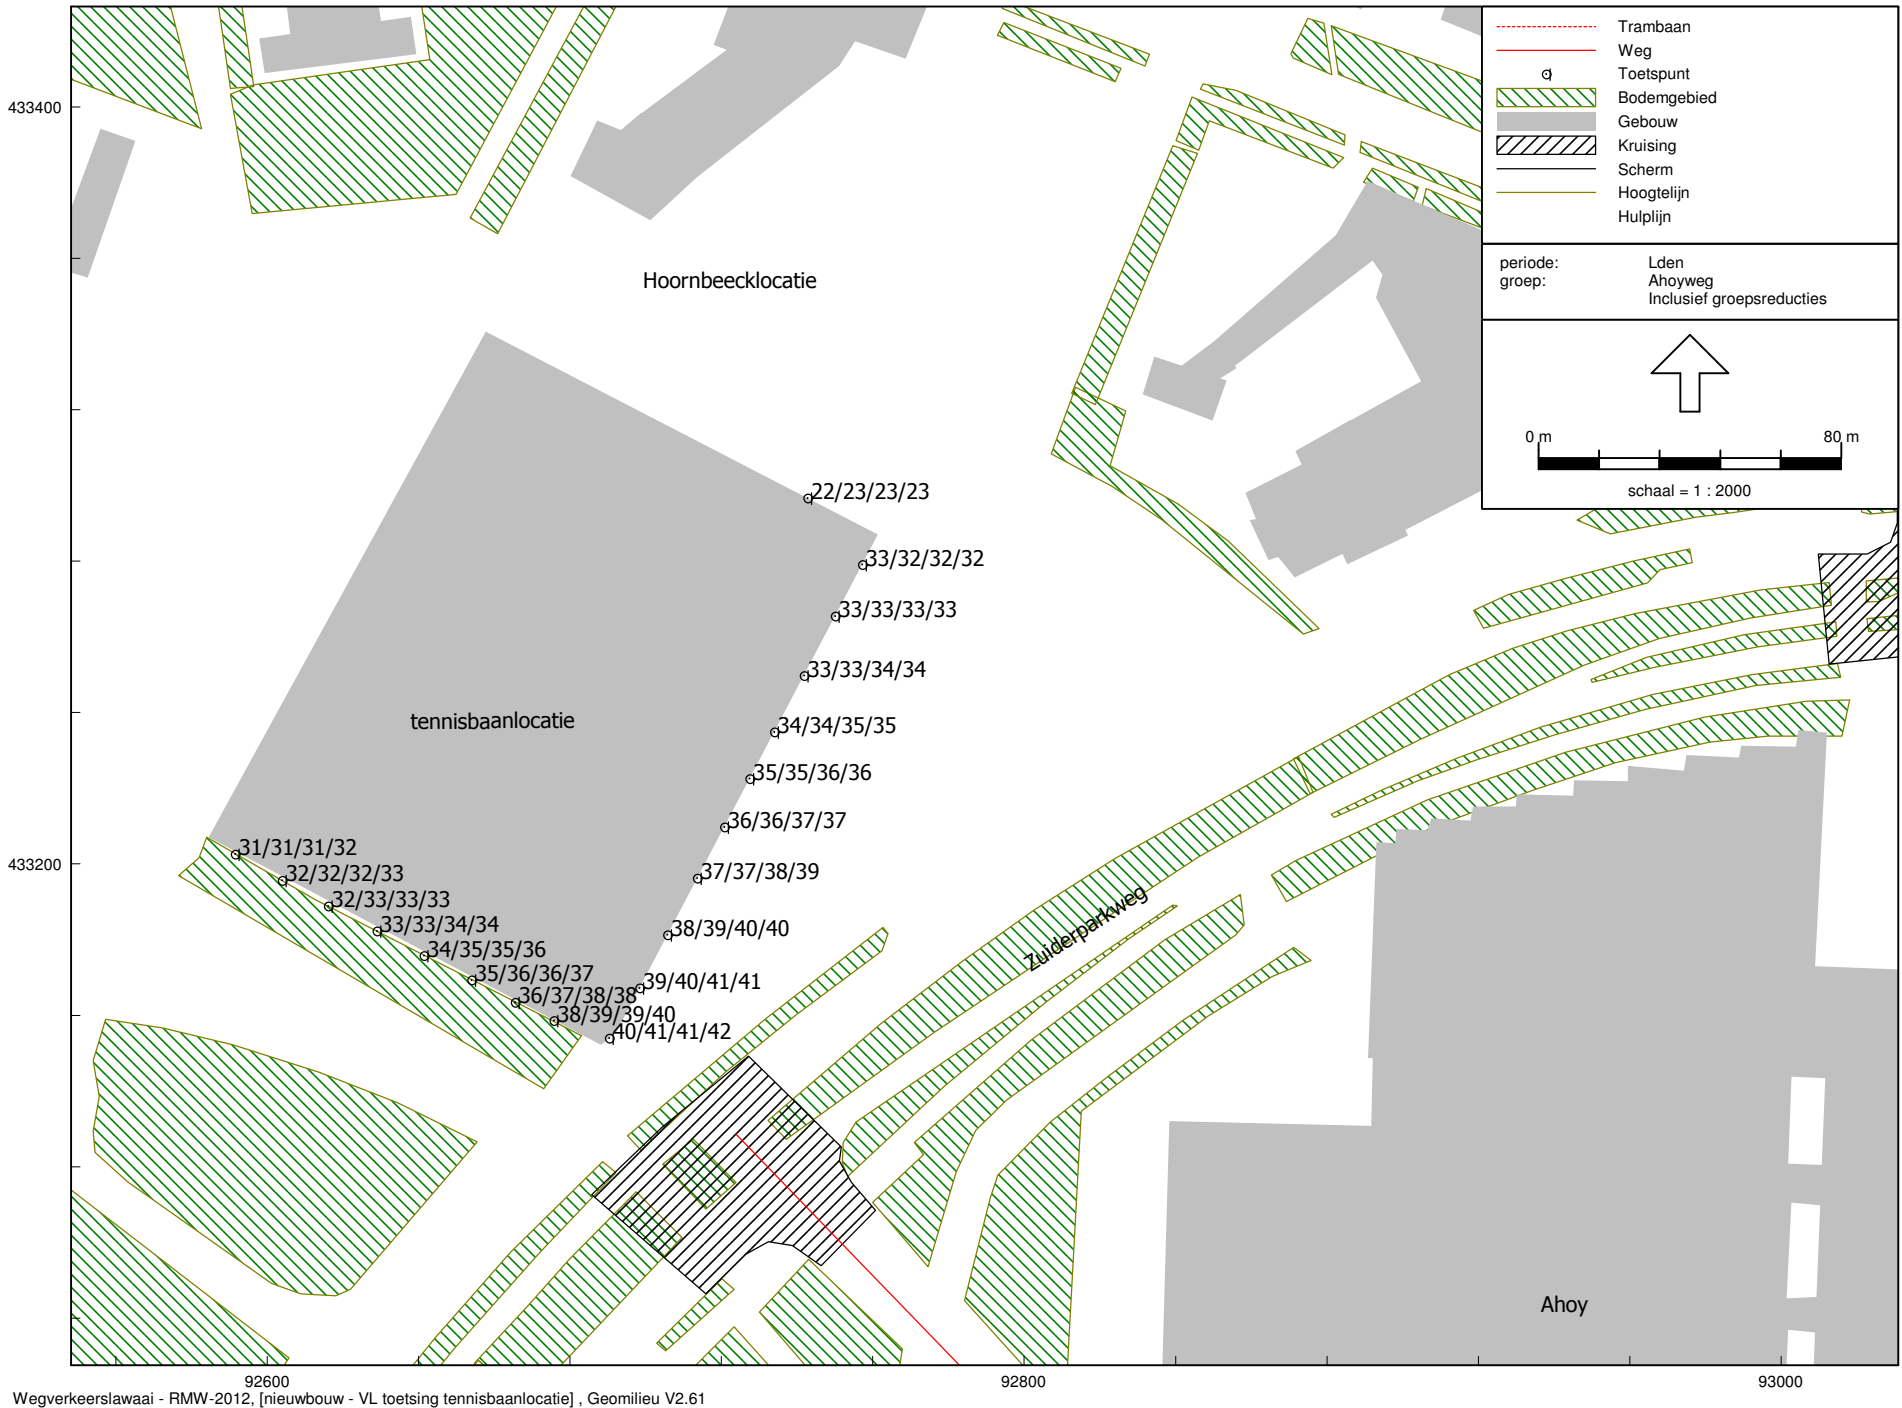 Trambaan
Weg
Toetspunt
Bodemgebied
Gebouw
Kruising
Scherm
Hoogtelijn
Hulplijn
periode: Lden
groep: Ahoyweg
Inclusief groepsreducties
0 m 80 m
schaal = 1 : 2000
433400
Hoornbeecklocatie
22/23/23/23
33/32/32/32
33/33/33/33
33/33/34/34
tennisbaanlocatie
34/34/35/35
35/35/36/36
36/36/37/37
433200
31/31/31/32
32/32/32/33
37/37/38/39
32/33/33/33
33/33/34/34
38/39/40/40
Zuiderparkweg
34/35/35/36
35/36/36/37
39/40/41/41
36/37/38/38
38/39/39/40
40/41/41/42
Ahoy
92600 92800 93000
Wegverkeerslawaai - RMW-2012, [nieuwbouw - VL toetsing tennisbaanlocatie] , Geomilieu V2.61